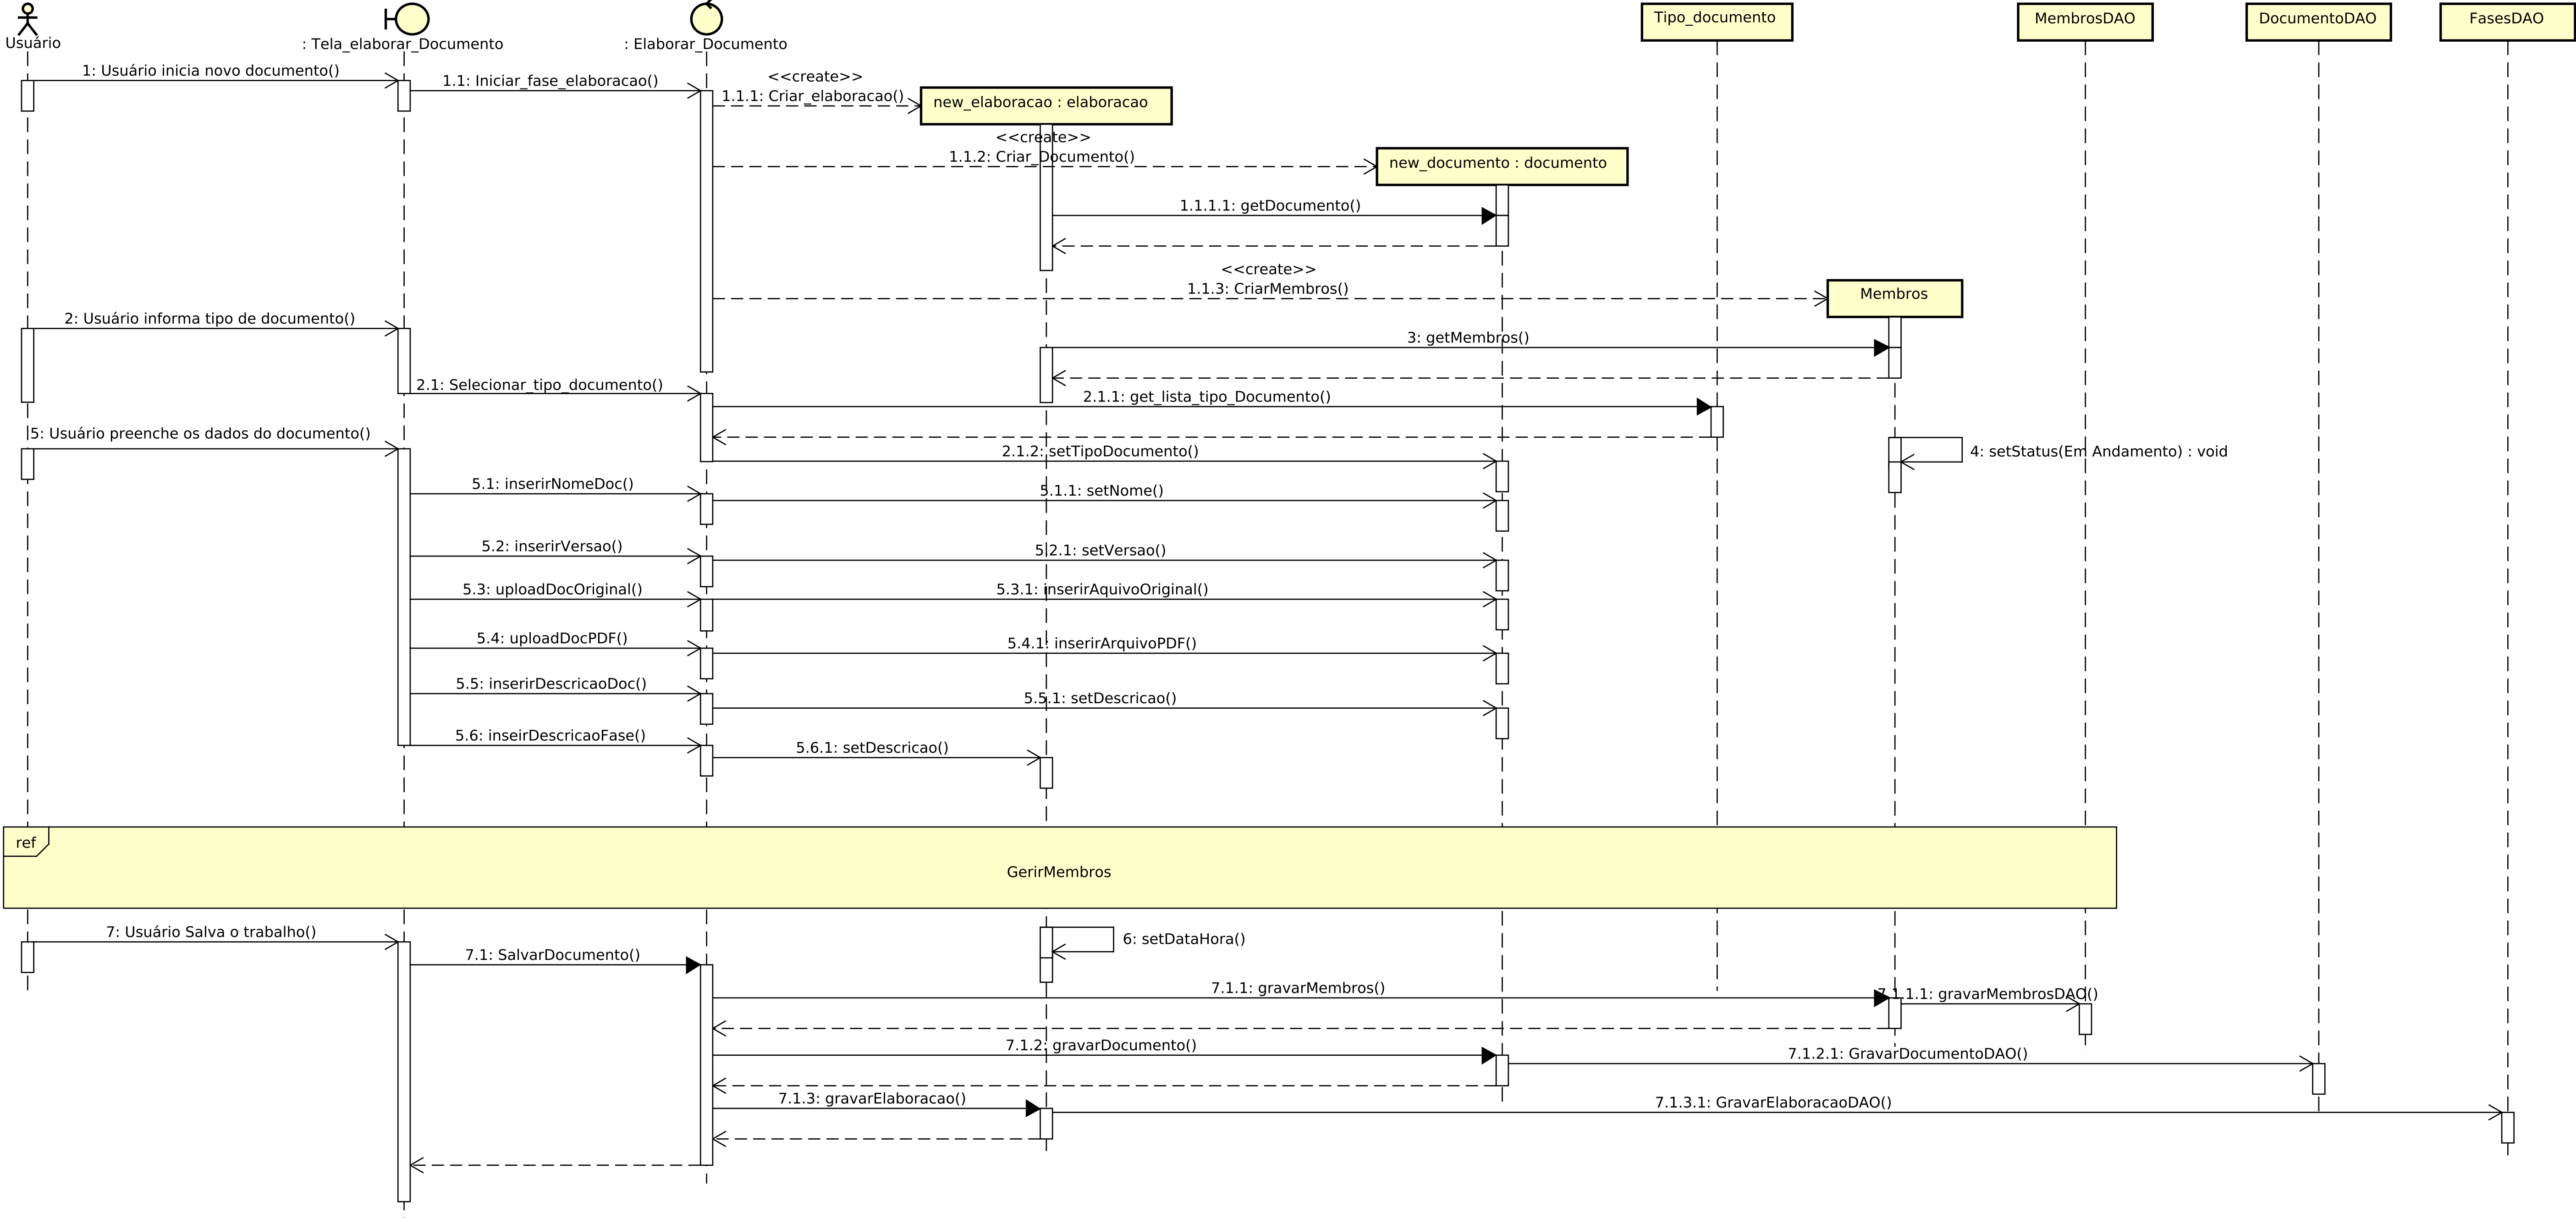 Usuário
: Tela_elaborar_Documento
: Elaborar_Documento
Tipo_documento
MembrosDAO
DocumentoDAO
FasesDAO
1: Usuário inicia novo documento()
1.1: Iniciar_fase_elaboracao()
<<create>>
1.1.1: Criar_elaboracao()
new_elaboracao : elaboracao
<<create>>
1.1.2: Criar_Documento()
new_documento : documento
1.1.1.1: getDocumento()
<<create>>
1.1.3: CriarMembros()
Membros
2: Usuário informa tipo de documento()
3: getMembros()
2.1: Selecionar_tipo_documento()
2.1.1: get_lista_tipo_Documento()
5: Usuário preenche os dados do documento()
2.1.2: setTipoDocumento()
4: setStatus(Em Andamento) : void
5.1: inserirNomeDoc()
5.1.1: setNome()
5.2: inserirVersao()
5.2.1: setVersao()
5.3: uploadDocOriginal()
5.3.1: inserirAquivoOriginal()
5.4: uploadDocPDF()
5.4.1: inserirArquivoPDF()
5.5: inserirDescricaoDoc()
5.5.1: setDescricao()
5.6: inseirDescricaoFase()
5.6.1: setDescricao()
ref
GerirMembros
7: Usuário Salva o trabalho()
6: setDataHora()
7.1: SalvarDocumento()
7.1.1: gravarMembros()
7.1.1.1: gravarMembrosDAO()
7.1.2: gravarDocumento()
7.1.2.1: GravarDocumentoDAO()
7.1.3: gravarElaboracao()
7.1.3.1: GravarElaboracaoDAO()